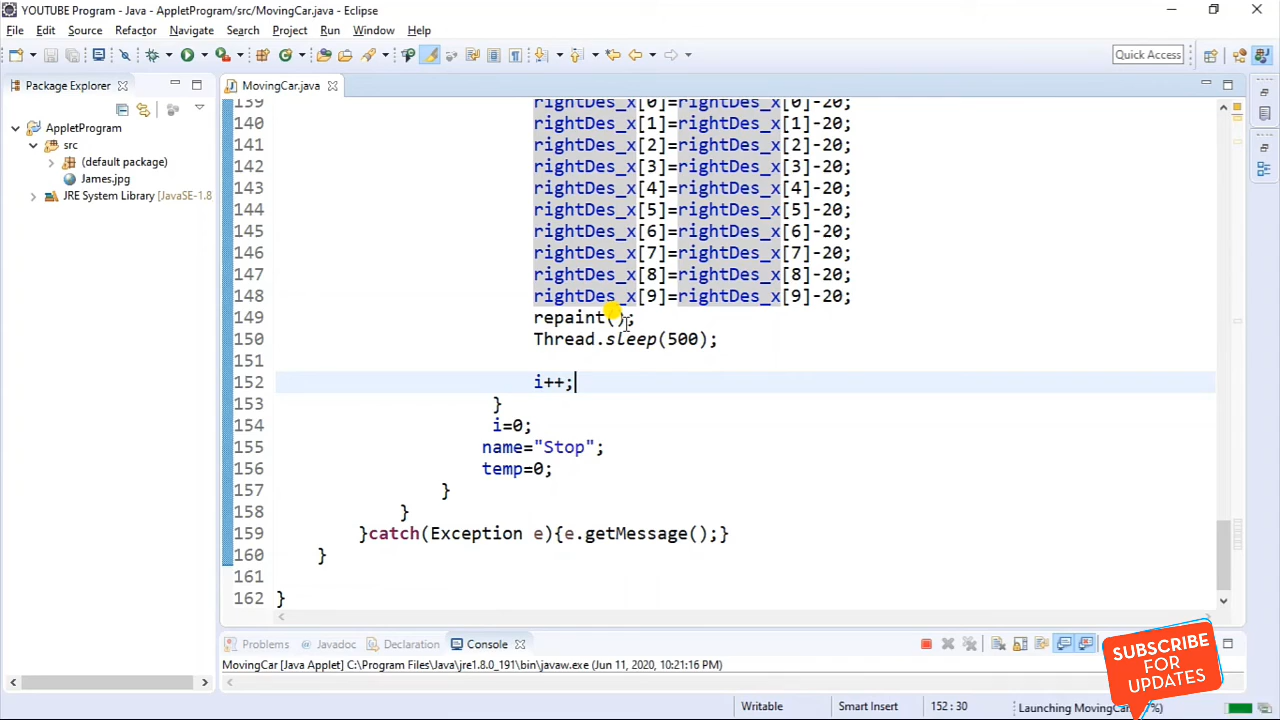 YOUTUBE Program - Java - AppletProgram/src/MovingCar.java - Eclipse
File Edit Source Refactor Navigate Search Project Run Window Help
Quick Access
Package Explorer
MovingCar.java
AppletProgram
src
(default package)
James.jpg
JRE System Library [JavaSE-1.8
139 rightDes_x[0]=rightDes_x[0]-20;
140 rightDes_x[1]=rightDes_x[1]-20;
141 rightDes_x[2]=rightDes_x[2]-20;
142 rightDes_x[3]=rightDes_x[3]-20;
143 rightDes_x[4]=rightDes_x[4]-20;
144 rightDes_x[5]=rightDes_x[5]-20;
145 rightDes_x[6]=rightDes_x[6]-20;
146 rightDes_x[7]=rightDes_x[7]-20;
147 rightDes_x[8]=rightDes_x[8]-20;
148 rightDes_x[9]=rightDes_x[9]-20;
149 repaint();
150 Thread.sleep(500);
151
152 i++;
153 }
154 i=0;
155 name="Stop";
156 temp=0;
157 }
158 }
159 }catch(Exception e){e.getMessage();}
160 }
161
162 }
Problems Javadoc Declaration Console
MovingCar [Java Applet] C:\Program Files\Java\jre1.8.0_191\bin\javaw.exe (Jun 11, 2020, 10:21:16 PM)
SUBSCRIBE
FOR
UPDATES
Writable Smart Insert 152 : 30 Launching MovingCar: